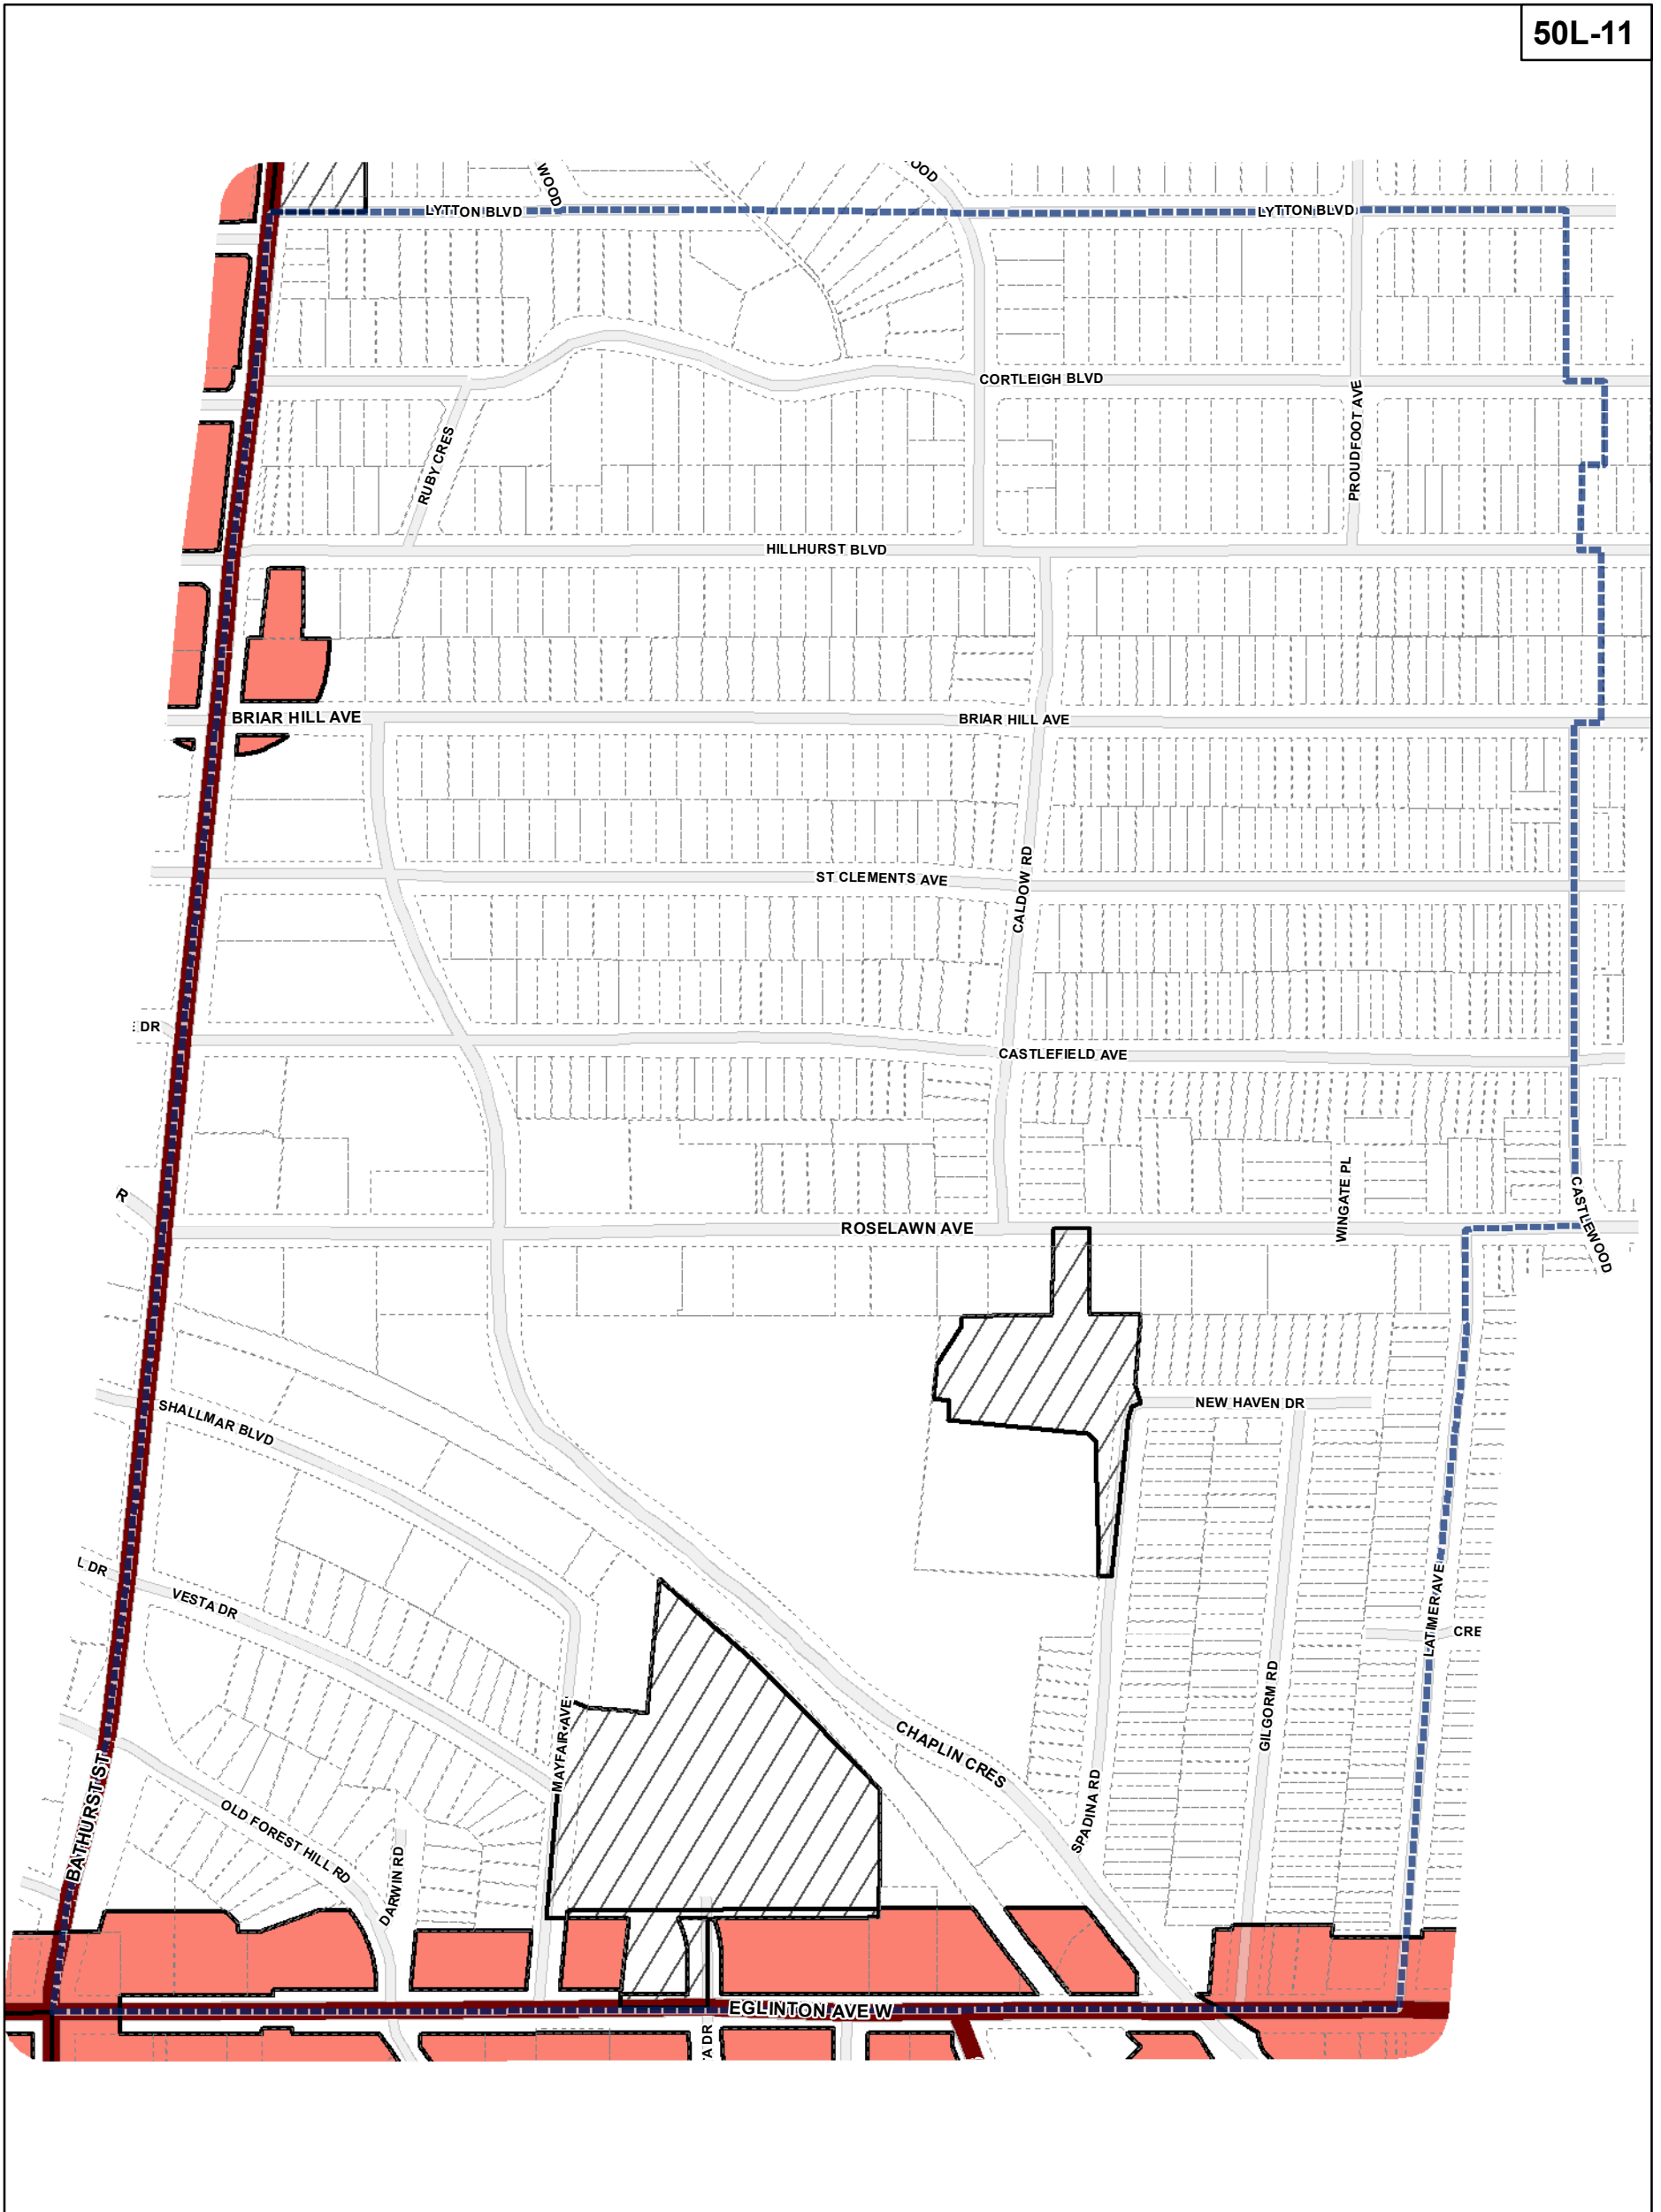 50L-11
WOOD
OOD
LYTTON BLVD
LYTTON BLVD
CORTLEIGH BLVD
PROUDFOOT AVE
RUBY CRES
HILLHURST BLVD
BRIAR HILL AVE
BRIAR HILL AVE
ST CLEMENTS AVE
CALDOW RD
DR
CASTLEFIELD AVE
WINGATE PL
R
CASTLEWOOD
ROSELAWN AVE
NEW HAVEN DR
SHALLMAR BLVD
L DR
VESTA DR
LATIMER AVE
CRE
GILGORM RD
MAYFAIR AVE
CHAPLIN CRES
SPADINA RD
BATHURST ST
OLD FOREST HILL RD
DARWIN RD
EGLINTON AVE W
A DR